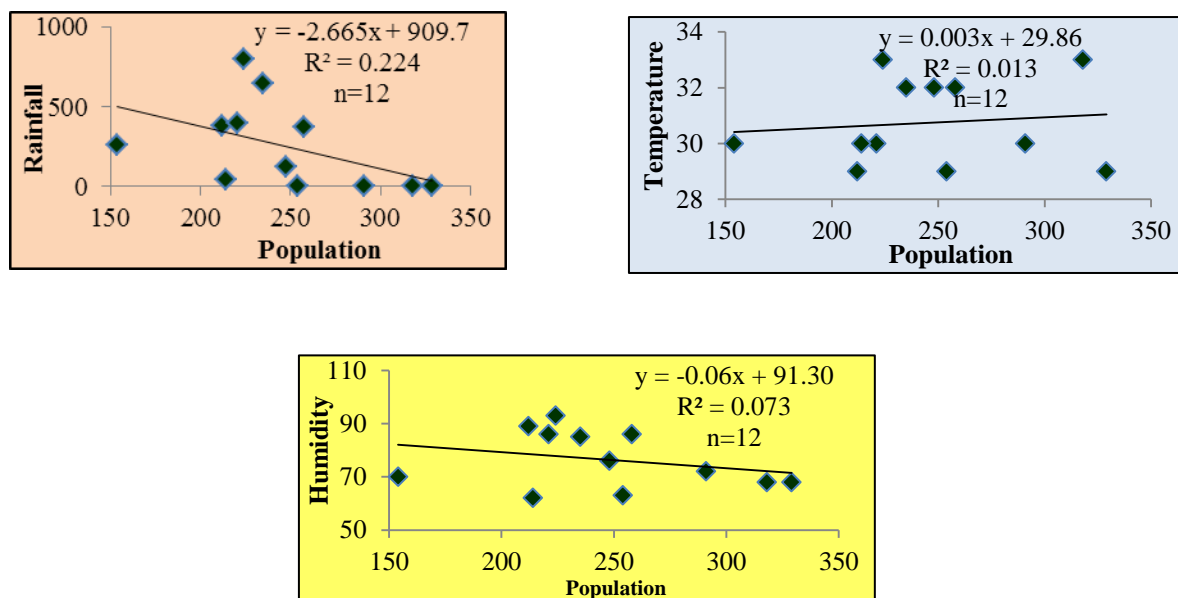 1000
500
0
150 200 250 300 350
Rainfall
Population
y = -2.665x + 909.7
R² = 0.224
n=12
34
32
30
28
150 200 250 300 350
Temperature
Population
y = 0.003x + 29.86
R² = 0.013
n=12
110
90
70
50
150 200 250 300 350
Humidity
Population
y = -0.06x + 91.30
R² = 0.073
n=12